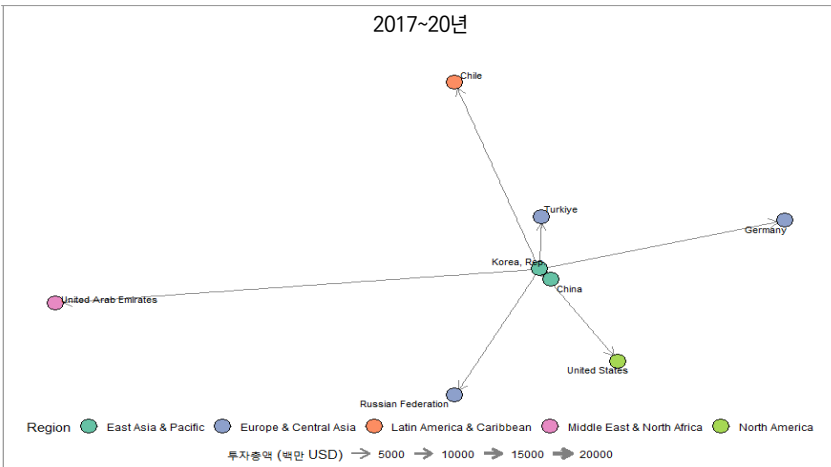 2017~20년
Chile
Turkiye
Germany
Korea, Rep.
China
United Arab Emirates
United States
Russian Federation
Region East Asia & Pacific Europe & Central Asia Latin America & Caribbean Middle East & North Africa North America
투자총액 (백만 USD) 5000 10000 15000 20000